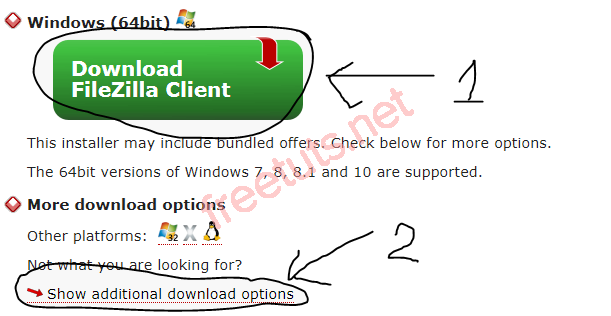 Windows (64bit) 64
Download
FileZilla Client
1
This installer may include bundled offers. Check below for more options.
The 64bit versions of Windows 7, 8, 8.1 and 10 are supported.
More download options
Other platforms: 32 X
2
Not what you are looking for?
Show additional download options
freetuts.net